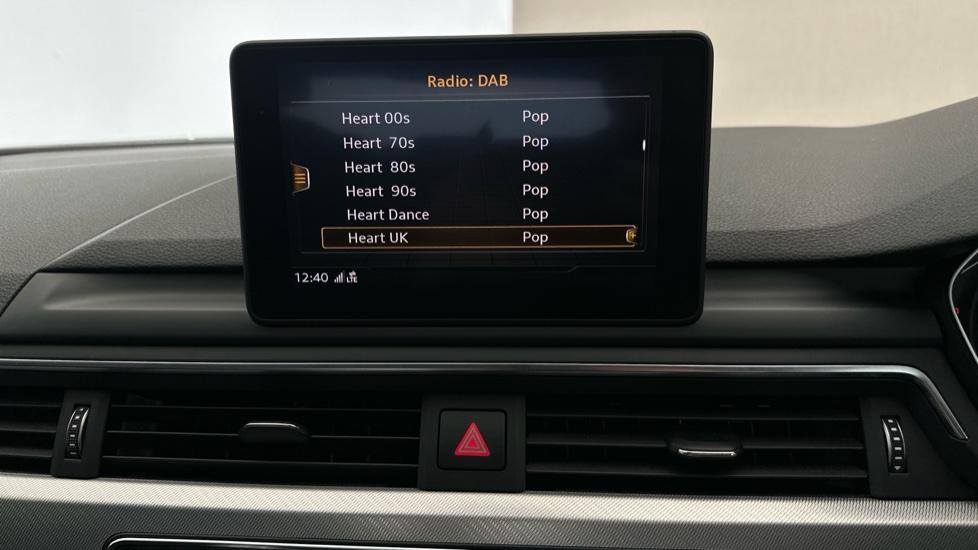 Radio: DAB
Heart 00s Pop
Heart 70s Pop
Heart 80s Pop
Heart 90s Pop
Heart Dance Pop
Heart UK Pop
12:40 LTE